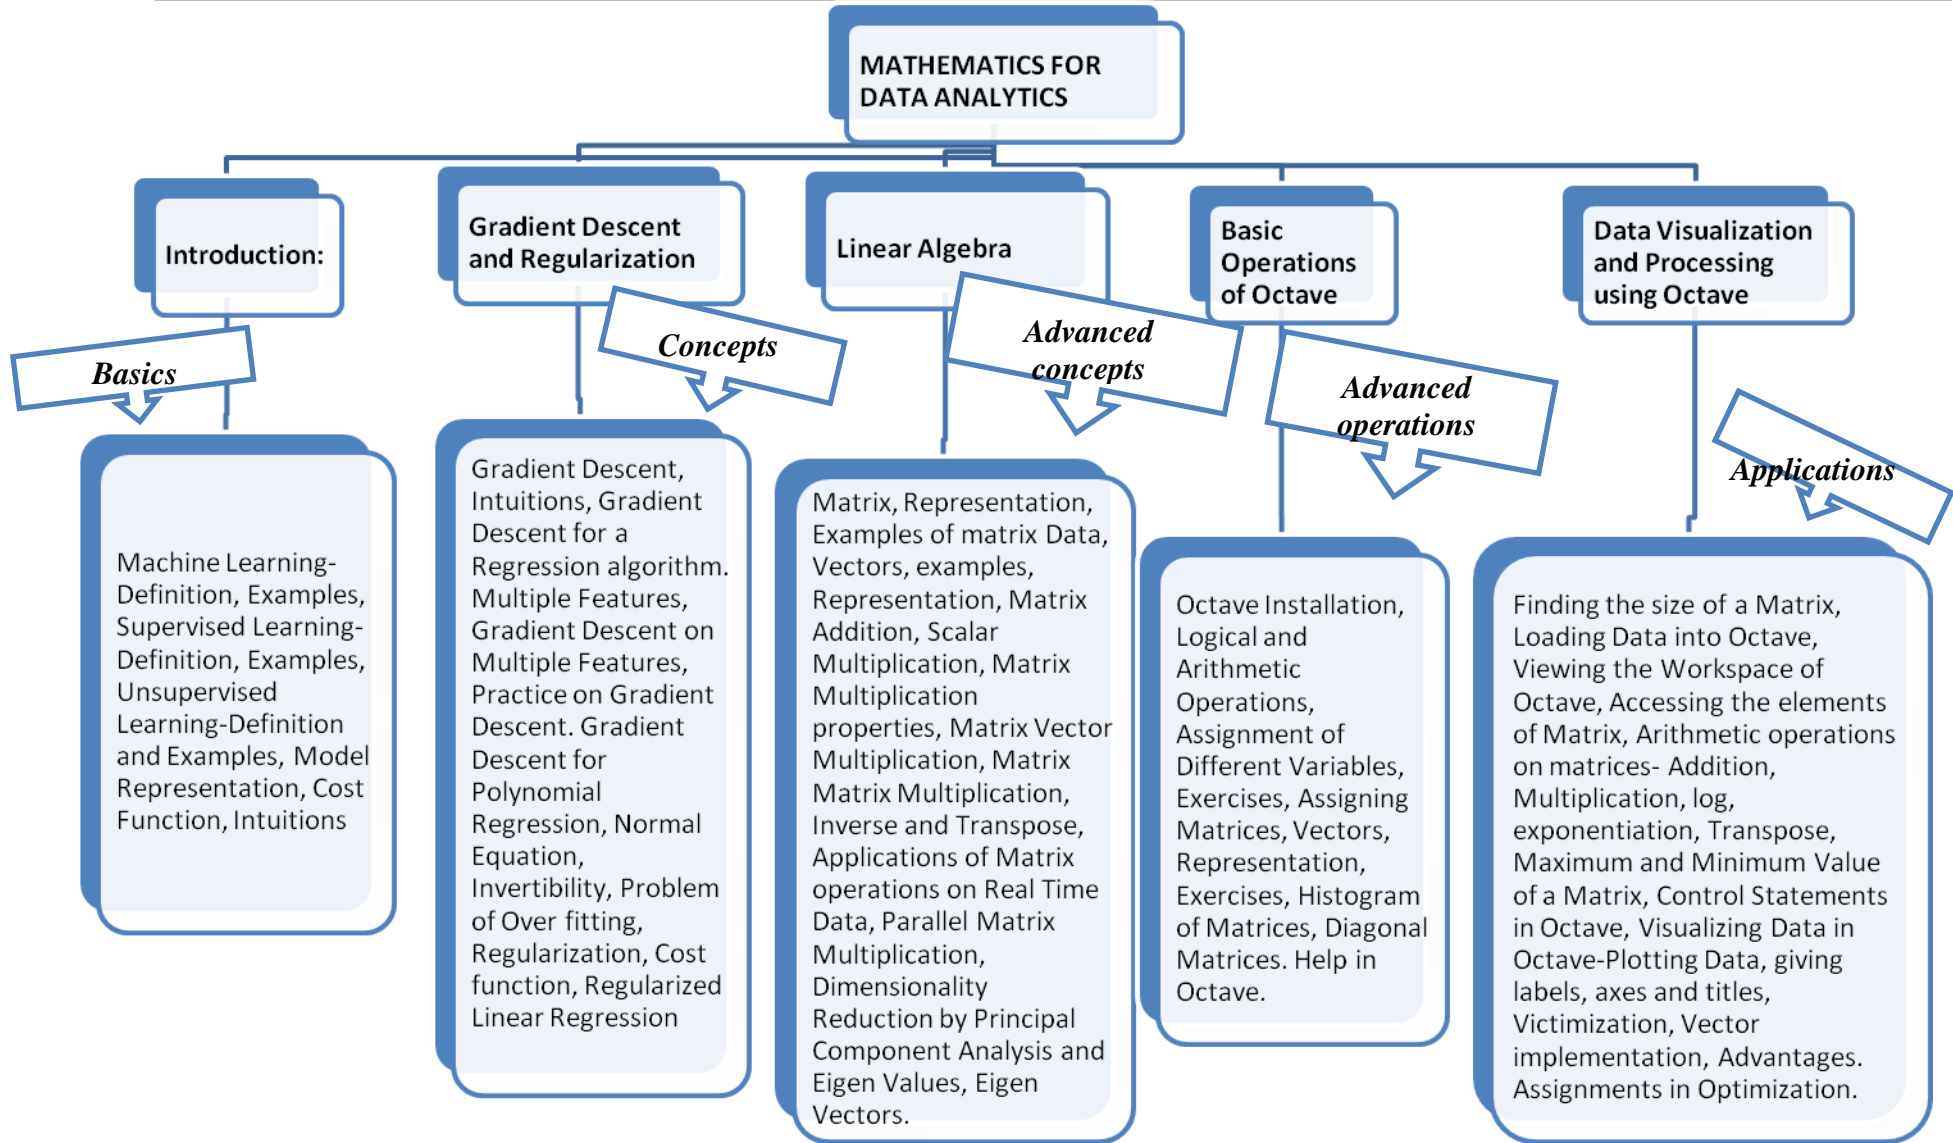 MATHEMATICS FOR
DATA ANALYTICS
Introduction:
Basics
Machine Learning-
Definition, Examples,
Supervised Learning-
Definition, Examples,
Unsupervised
Learning-Definition
and Examples, Model
Representation, Cost
Function, Intuitions
Gradient Descent
and Regularization
Concepts
Gradient Descent,
Intuitions, Gradient
Descent for a
Regression algorithm.
Multiple Features,
Gradient Descent on
Multiple Features,
Practice on Gradient
Descent. Gradient
Descent for
Polynomial
Regression, Normal
Equation,
Invertibility, Problem
of Over fitting,
Regularization, Cost
function, Regularized
Linear Regression
Linear Algebra
Advanced
concepts
Matrix, Representation,
Examples of matrix Data,
Vectors, examples,
Representation, Matrix
Addition, Scalar
Multiplication, Matrix
Multiplication
properties, Matrix Vector
Multiplication, Matrix
Matrix Multiplication,
Inverse and Transpose,
Applications of Matrix
operations on Real Time
Data, Parallel Matrix
Multiplication,
Dimensionality
Reduction by Principal
Component Analysis and
Eigen Values, Eigen
Vectors.
Basic
Operations
of Octave
Advanced
operations
Octave Installation,
Logical and
Arithmetic
Operations,
Assignment of
Different Variables,
Exercises, Assigning
Matrices, Vectors,
Representation,
Exercises, Histogram
of Matrices, Diagonal
Matrices. Help in
Octave.
Data Visualization
and Processing
using Octave
Applications
Finding the size of a Matrix,
Loading Data into Octave,
Viewing the Workspace of
Octave, Accessing the elements
of Matrix, Arithmetic operations
on matrices- Addition,
Multiplication, log,
exponentiation, Transpose,
Maximum and Minimum Value
of a Matrix, Control Statements
in Octave, Visualizing Data in
Octave-Plotting Data, giving
labels, axes and titles,
Victimization, Vector
implementation, Advantages.
Assignments in Optimization.